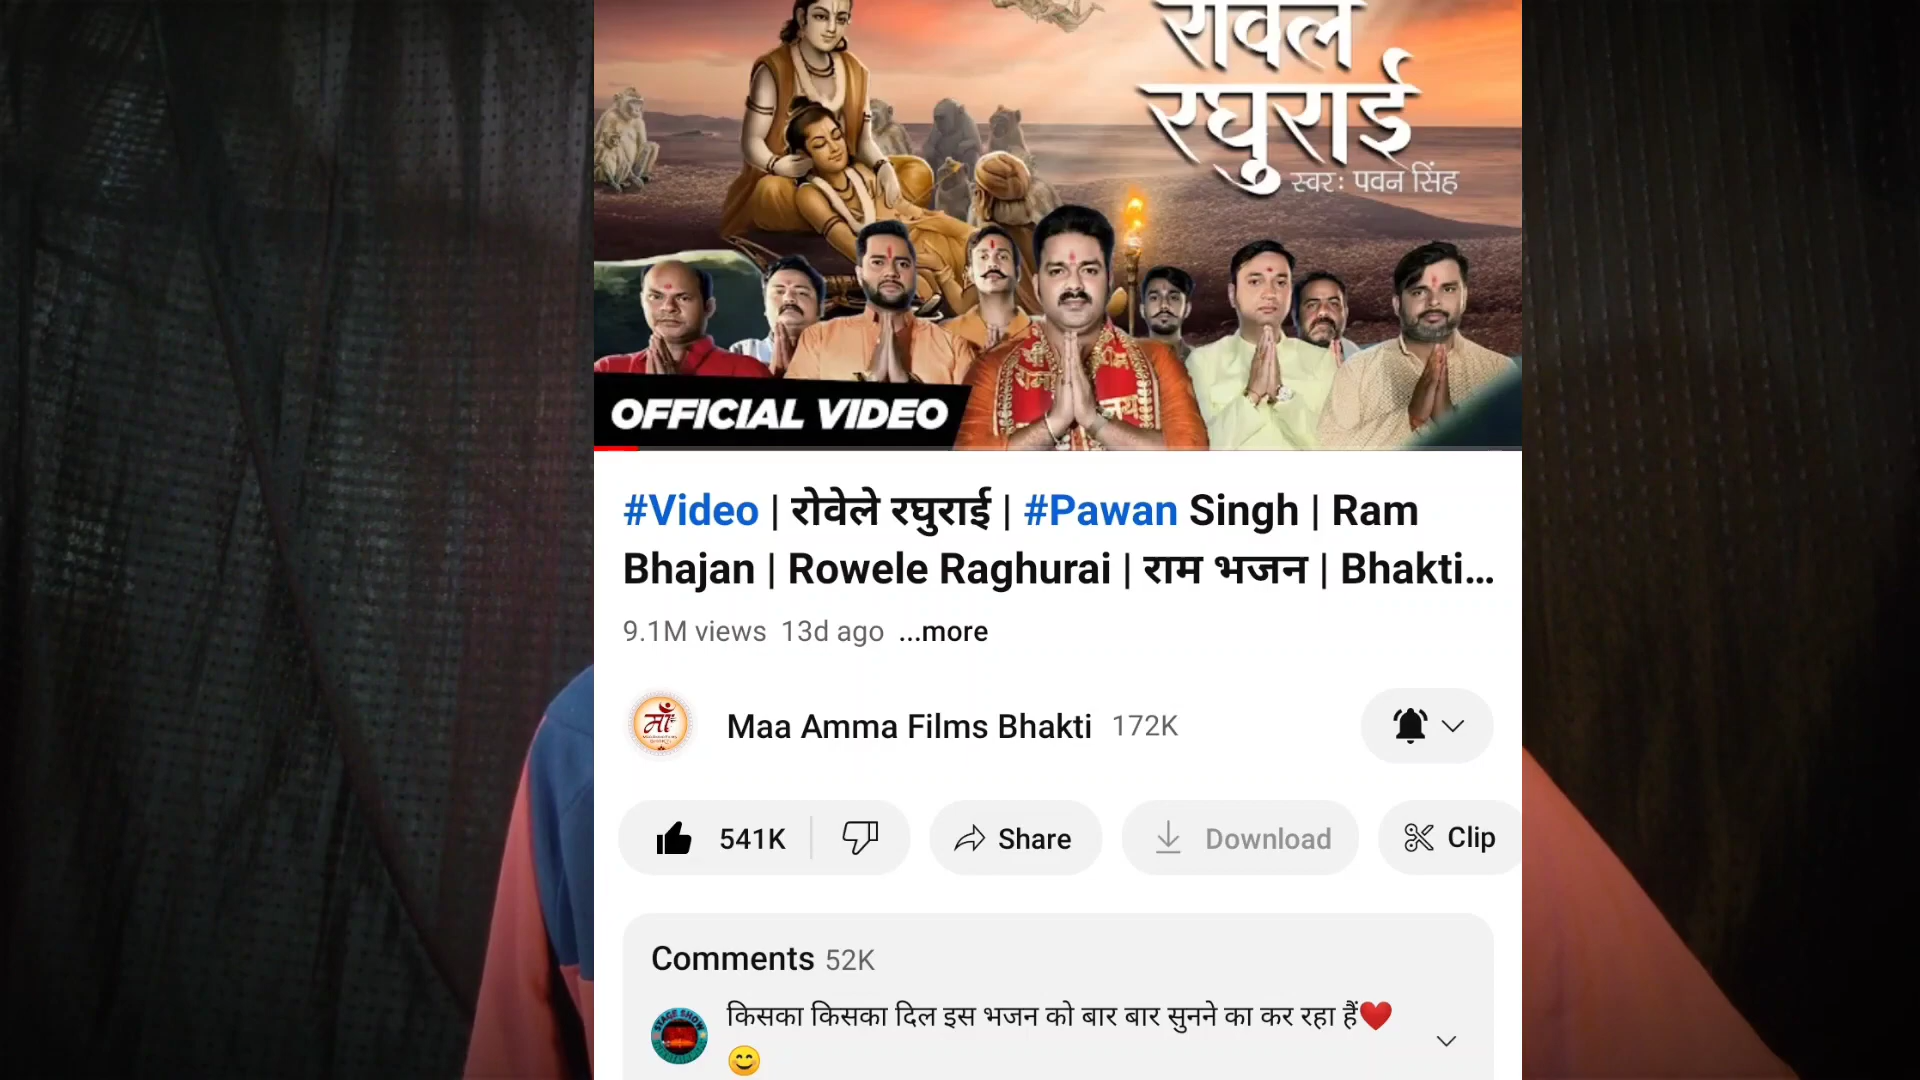 रोवेले
रघुराई
स्वर: पवन सिंह
OFFICIAL VIDEO
#Video | रोवेले रघुराई | #Pawan Singh | Ram
Bhajan | Rowele Raghurai | राम भजन | Bhakti...
9.1M views 13d ago ...more
Maa Amma Films Bhakti 172K
541K Share Download Clip
Comments 52K
STAGE SHOW
किसका किसका दिल इस भजन को बार बार सुनने का कर रहा हैं❤️
😊